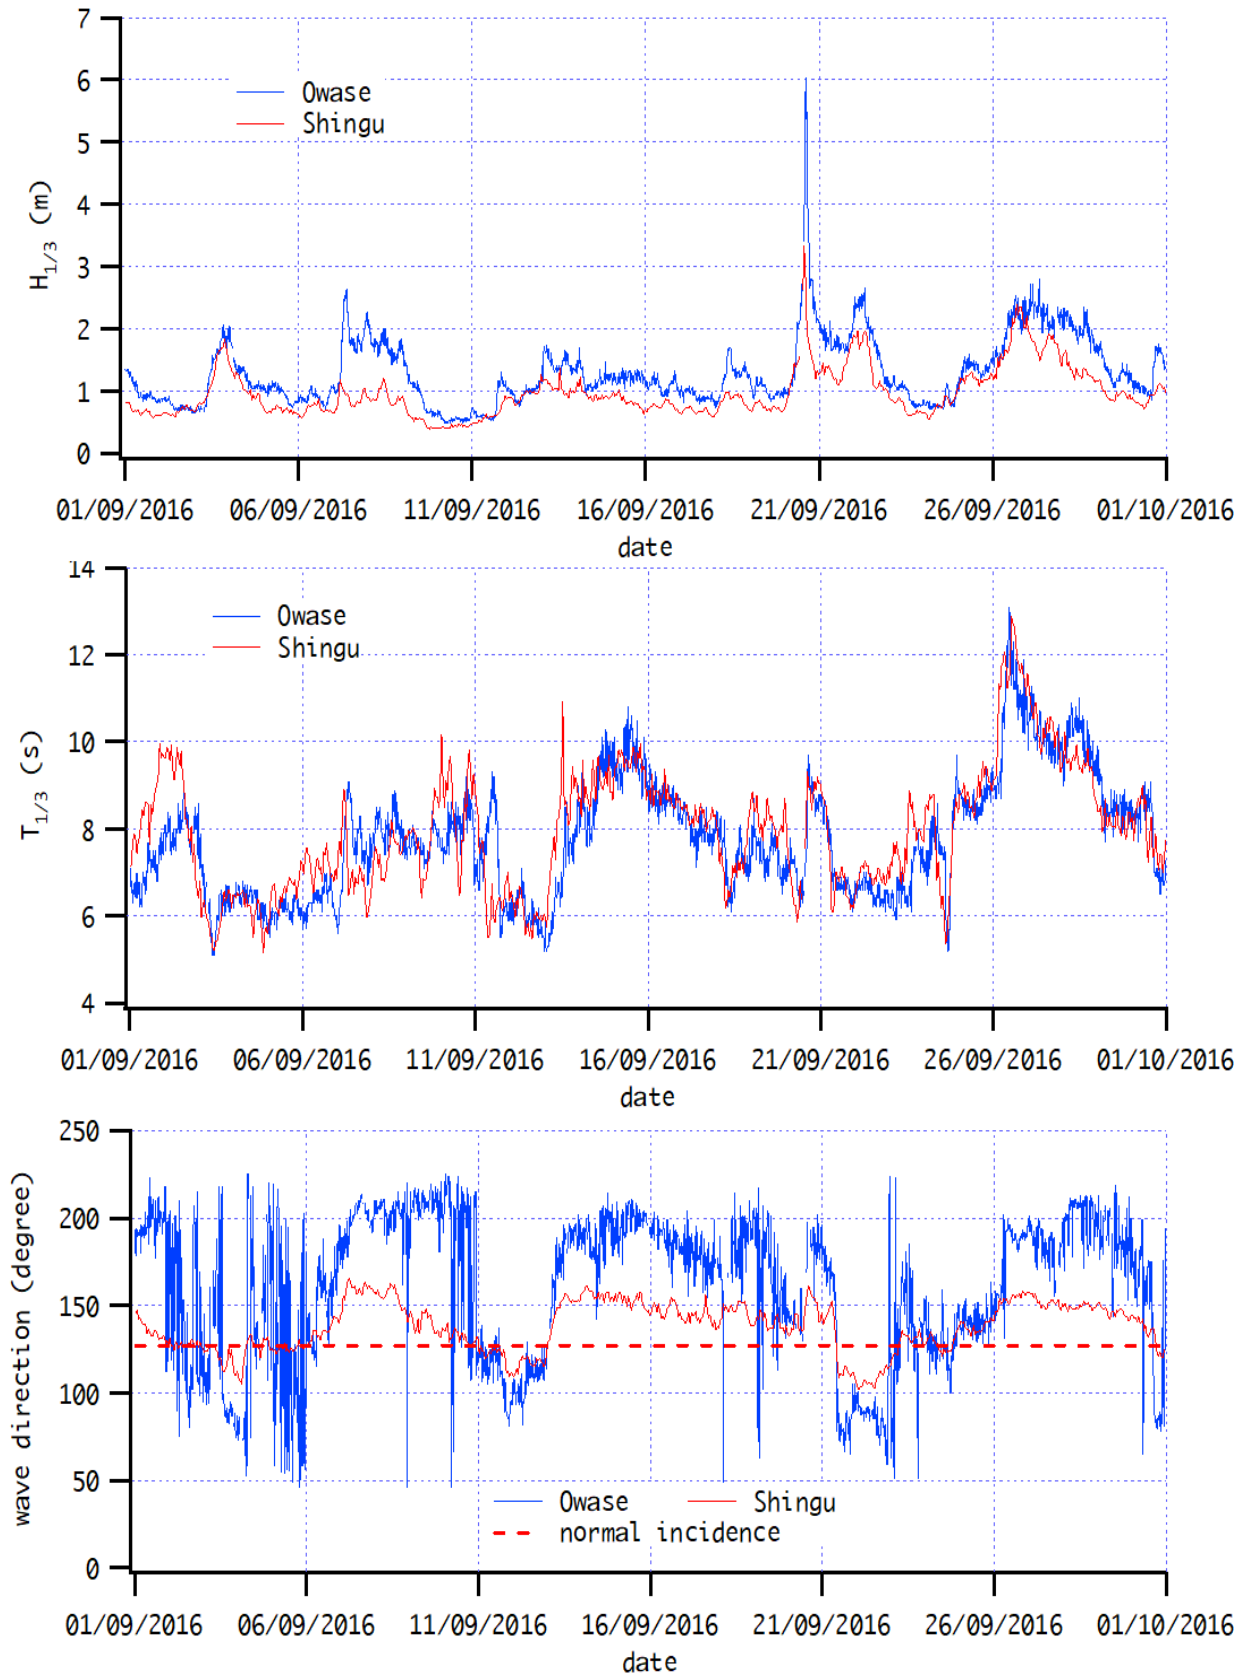 7
6
5
4
3
2
1
0
H1/3 (m)
Owase
Shingu
01/09/2016 06/09/2016 11/09/2016 16/09/2016 21/09/2016 26/09/2016 01/10/2016
date
14
12
10
8
6
4
T1/3 (s)
Owase
Shingu
01/09/2016 06/09/2016 11/09/2016 16/09/2016 21/09/2016 26/09/2016 01/10/2016
date
250
200
150
100
50
0
wave direction (degree)
Owase Shingu
normal incidence
01/09/2016 06/09/2016 11/09/2016 16/09/2016 21/09/2016 26/09/2016 01/10/2016
date